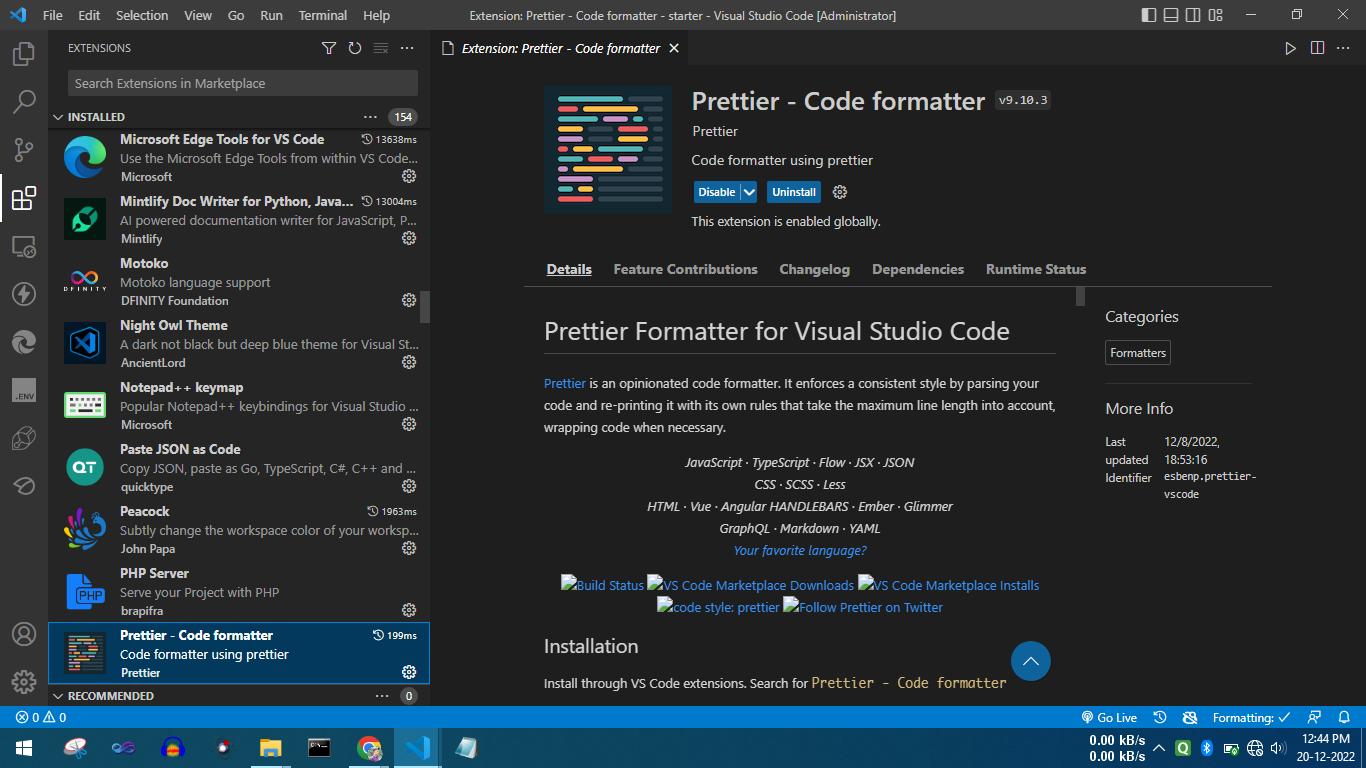 File Edit Selection View Go Run Terminal Help
Extension: Prettier - Code formatter - starter - Visual Studio Code [Administrator]
EXTENSIONS
Search Extensions in Marketplace
INSTALLED 154
Microsoft Edge Tools for VS Code 13638ms
Use the Microsoft Edge Tools from within VS Code...
Microsoft
Mintlify Doc Writer for Python, Java... 13004ms
AI powered documentation writer for JavaScript, P...
Mintlify
Motoko
Motoko language support
DFINITY Foundation
DFINITY
Night Owl Theme
A dark not black but deep blue theme for Visual St...
AncientLord
Notepad++ keymap
Popular Notepad++ keybindings for Visual Studio ...
Microsoft
Paste JSON as Code
Copy JSON, paste as Go, TypeScript, C#, C++ and ...
quicktype
QT
Peacock 1963ms
Subtly change the workspace color of your worksp...
John Papa
PHP Server
Serve your Project with PHP
brapifra
PHP
Prettier - Code formatter 199ms
Code formatter using prettier
Prettier
RECOMMENDED 0
.ENV
Extension: Prettier - Code formatter
Prettier - Code formatter v9.10.3
Prettier
Code formatter using prettier
Disable Uninstall
This extension is enabled globally.
Details Feature Contributions Changelog Dependencies Runtime Status
Prettier Formatter for Visual Studio Code
Prettier is an opinionated code formatter. It enforces a consistent style by parsing your
code and re-printing it with its own rules that take the maximum line length into account,
wrapping code when necessary.
JavaScript · TypeScript · Flow · JSX · JSON
CSS · SCSS · Less
HTML · Vue · Angular HANDLEBARS · Ember · Glimmer
GraphQL · Markdown · YAML
Your favorite language?
Build Status VS Code Marketplace Downloads VS Code Marketplace Installs
code style: prettier Follow Prettier on Twitter
Installation
Install through VS Code extensions. Search for Prettier - Code formatter
Categories
Formatters
More Info
Last updated 12/8/2022, 18:53:16
Identifier esbenp.prettier-vscode
0 0
Go Live Formatting:
0.00 kB/s
0.00 kB/s
12:44 PM
20-12-2022